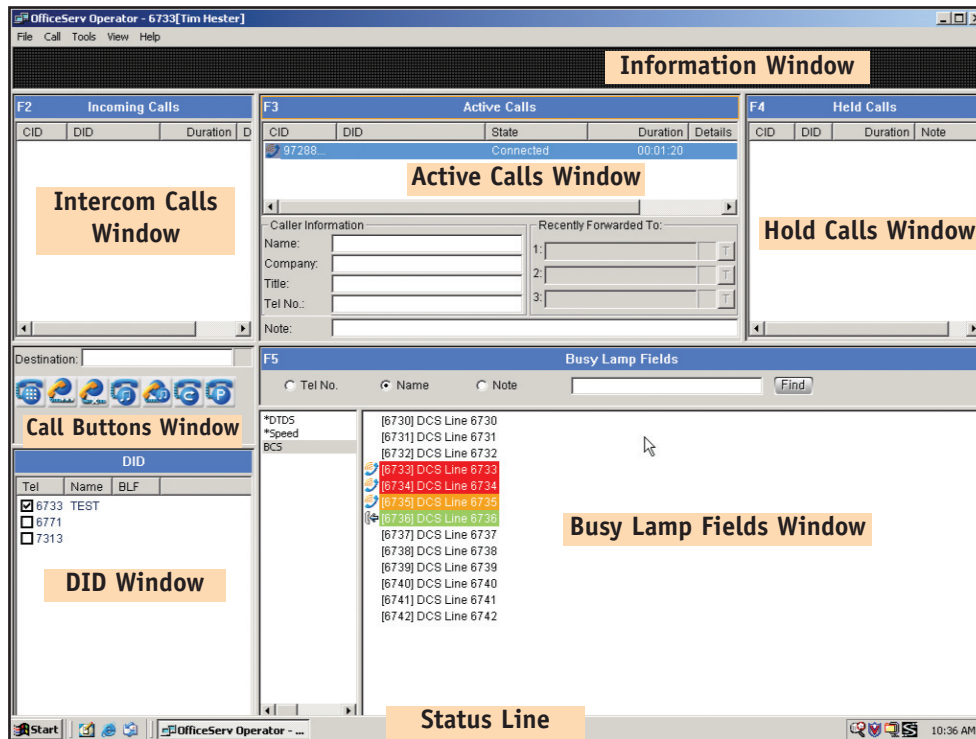 OfficeServ Operator - 6733[Tim Hester]
File Call Tools View Help
Information Window
F2 Incoming Calls
CID DID Duration D
Intercom Calls
Window
F3 Active Calls
CID DID State Duration Details
97288... Connected 00:01:20
Active Calls Window
Caller Information
Name:
Company:
Title:
Tel No.:
Recently Forwarded To:
1: T
2: T
3: T
Note:
F4 Held Calls
CID DID Duration Note
Hold Calls Window
Destination:
C P
Call Buttons Window
DID
Tel Name BLF
6733 TEST
6771
7313
DID Window
F5 Busy Lamp Fields
Tel No. Name Note Find
*DTDS
*Speed
BCS
[6730] DCS Line 6730
[6731] DCS Line 6731
[6732] DCS Line 6732
[6733] DCS Line 6733
[6734] DCS Line 6734
[6735] DCS Line 6735
[6736] DCS Line 6736
[6737] DCS Line 6737
[6738] DCS Line 6738
[6739] DCS Line 6739
[6740] DCS Line 6740
[6741] DCS Line 6741
[6742] DCS Line 6742
Busy Lamp Fields Window
Status Line
Start OfficeServ Operator - ... 10:36 AM